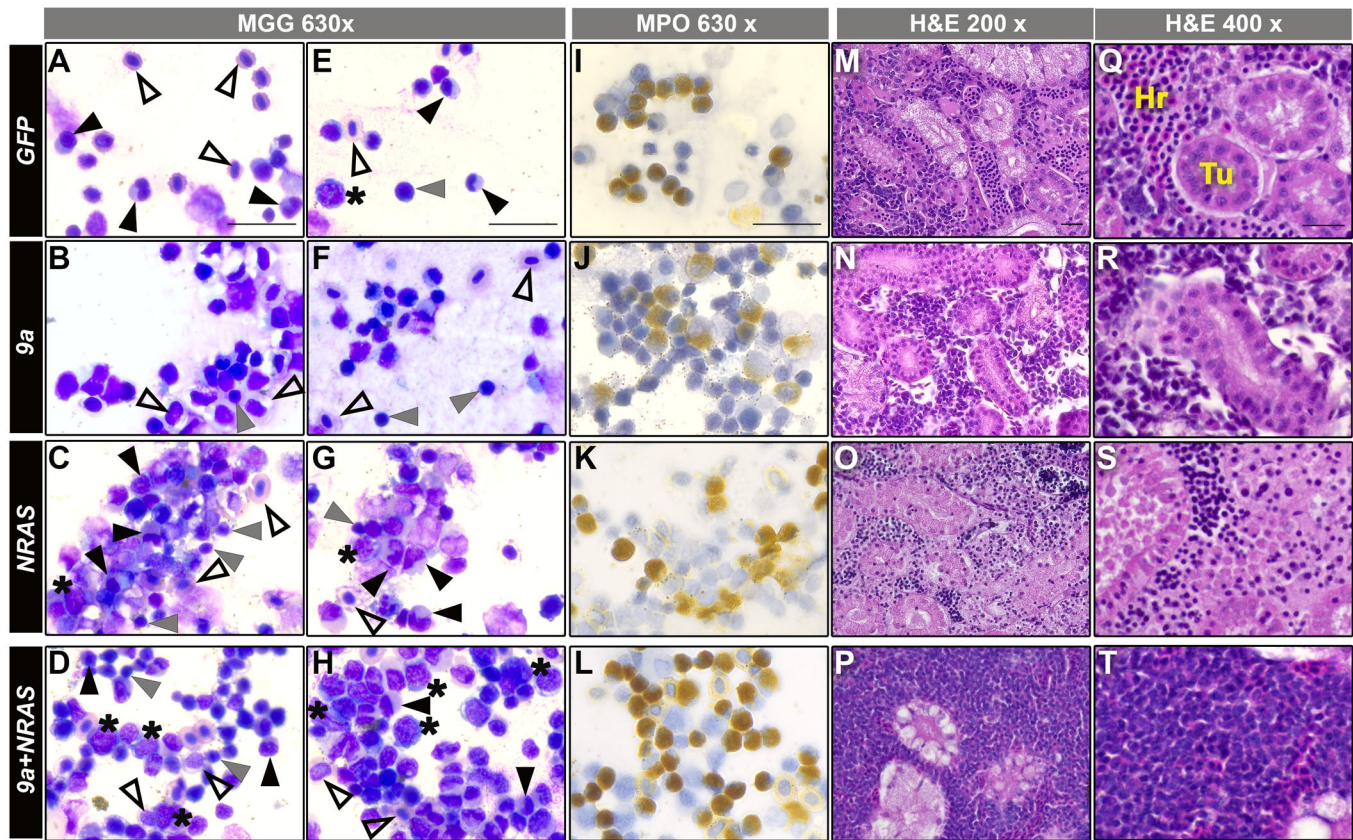 MGG 630x MPO 630 x H&E 200 x H&E 400 x
GFP A E I M Q Hr Tu
9a B F J N R
NRAS C G K O S
9a+NRAS D H L P T